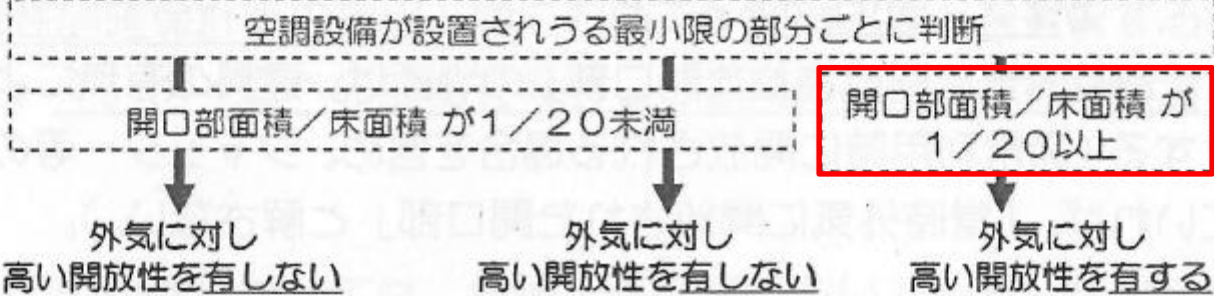 空調設備が設置されうる最小限の部分ごとに判断
開口部面積/床面積 が1/20未満
開口部面積/床面積 が
1/20以上
外気に対し
高い開放性を有しない
外気に対し
高い開放性を有しない
外気に対し
高い開放性を有する